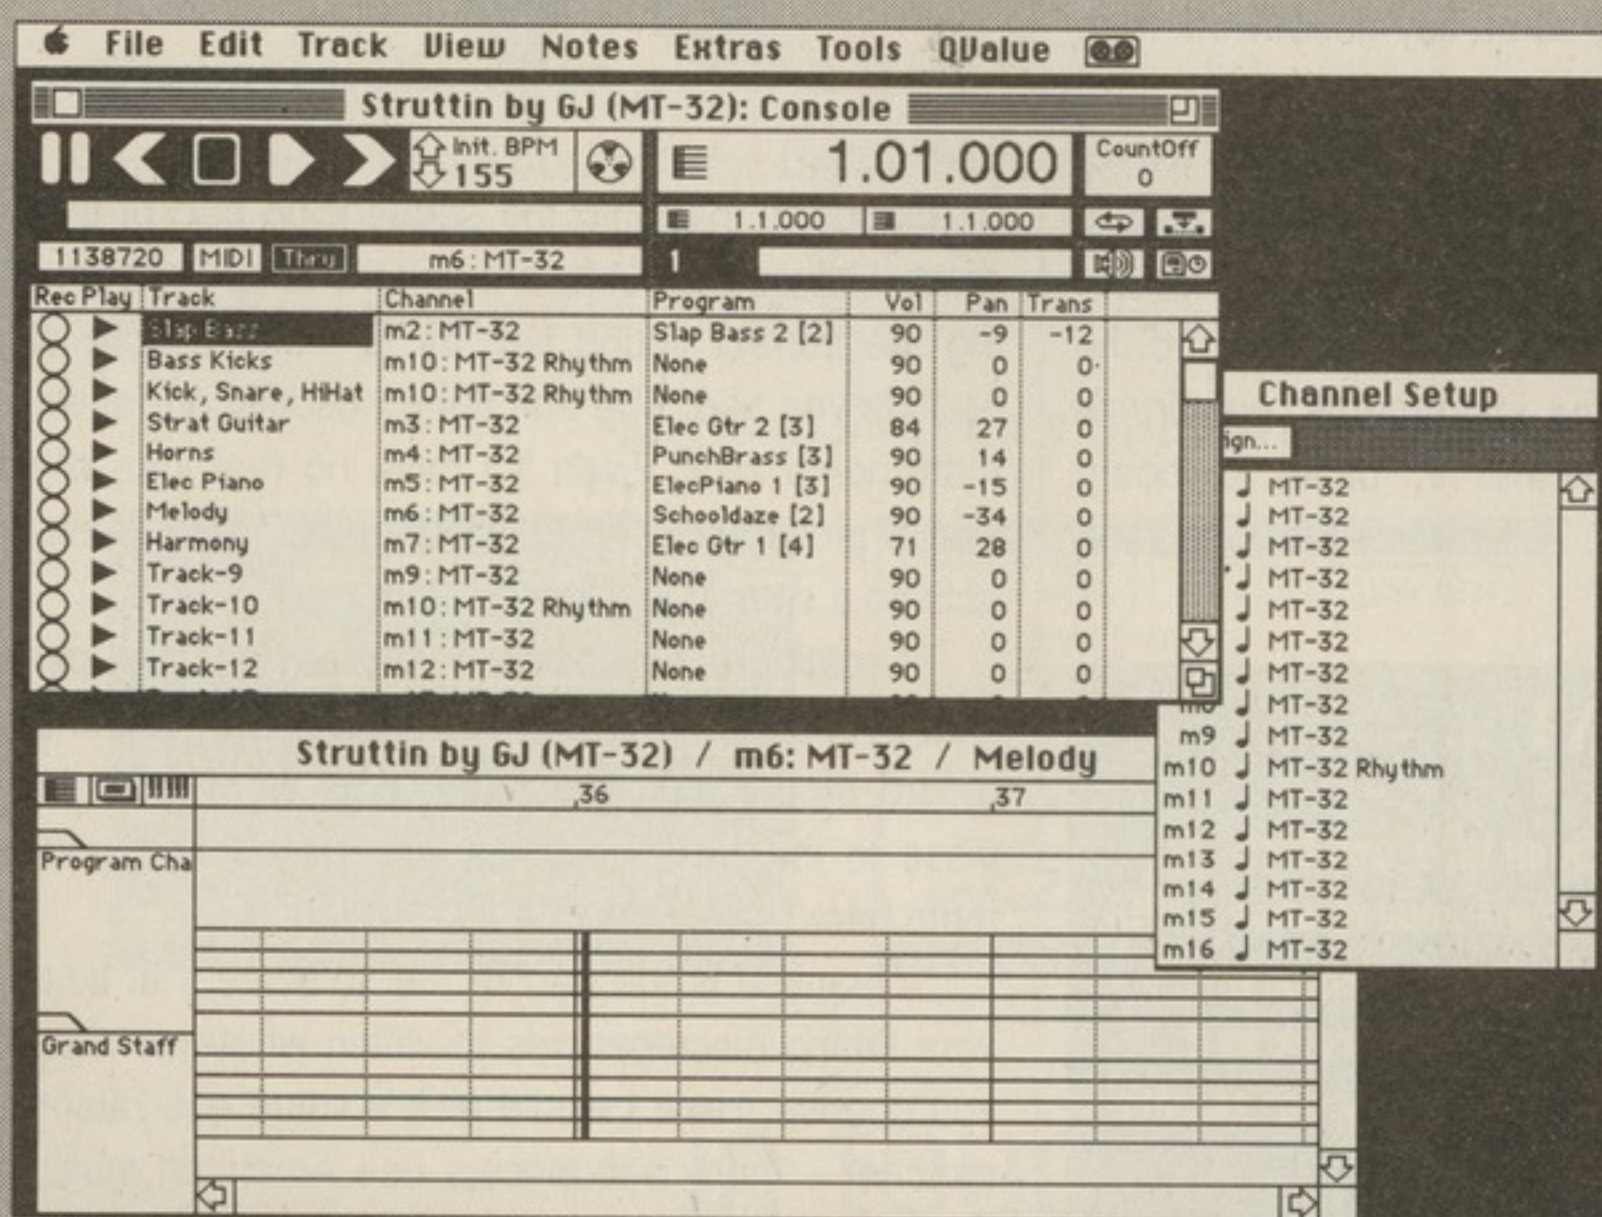 File Edit Track View Notes Extras Tools QValue
Struttin by GJ (MT-32): Console
Init. BPM
155
1.01.000
CountOff
0
1.1.000 1.1.000
1138720 MIDI Thru m6:MT-32 1
Rec Play Track Channel Program Vol Pan Trans
Slap Bass m2:MT-32 Slap Bass 2 [2] 90 -9 -12
Bass Kicks m10:MT-32 Rhythm None 90 0 0
Kick, Snare, HiHat m10:MT-32 Rhythm None 90 0 0
Strat Guitar m3:MT-32 Elec Gtr 2 [3] 84 27 0
Horns m4:MT-32 PunchBrass [3] 90 14 0
Elec Piano m5:MT-32 ElecPiano 1 [3] 90 -15 0
Melody m6:MT-32 Schooldaze [2] 90 -34 0
Harmony m7:MT-32 Elec Gtr 1 [4] 71 28 0
Track-9 m9:MT-32 None 90 0 0
Track-10 m10:MT-32 Rhythm None 90 0 0
Track-11 m11:MT-32 None 90 0 0
Track-12 m12:MT-32 None 90 0 0
Channel Setup
ign...
MT-32
MT-32
MT-32
MT-32
MT-32
MT-32
MT-32
MT-32
m9 MT-32
m10 MT-32 Rhythm
m11 MT-32
m12 MT-32
m13 MT-32
m14 MT-32
m15 MT-32
m16 MT-32
Struttin by GJ (MT-32) / m6: MT-32 / Melody
36 37
Program Cha
Grand Staff